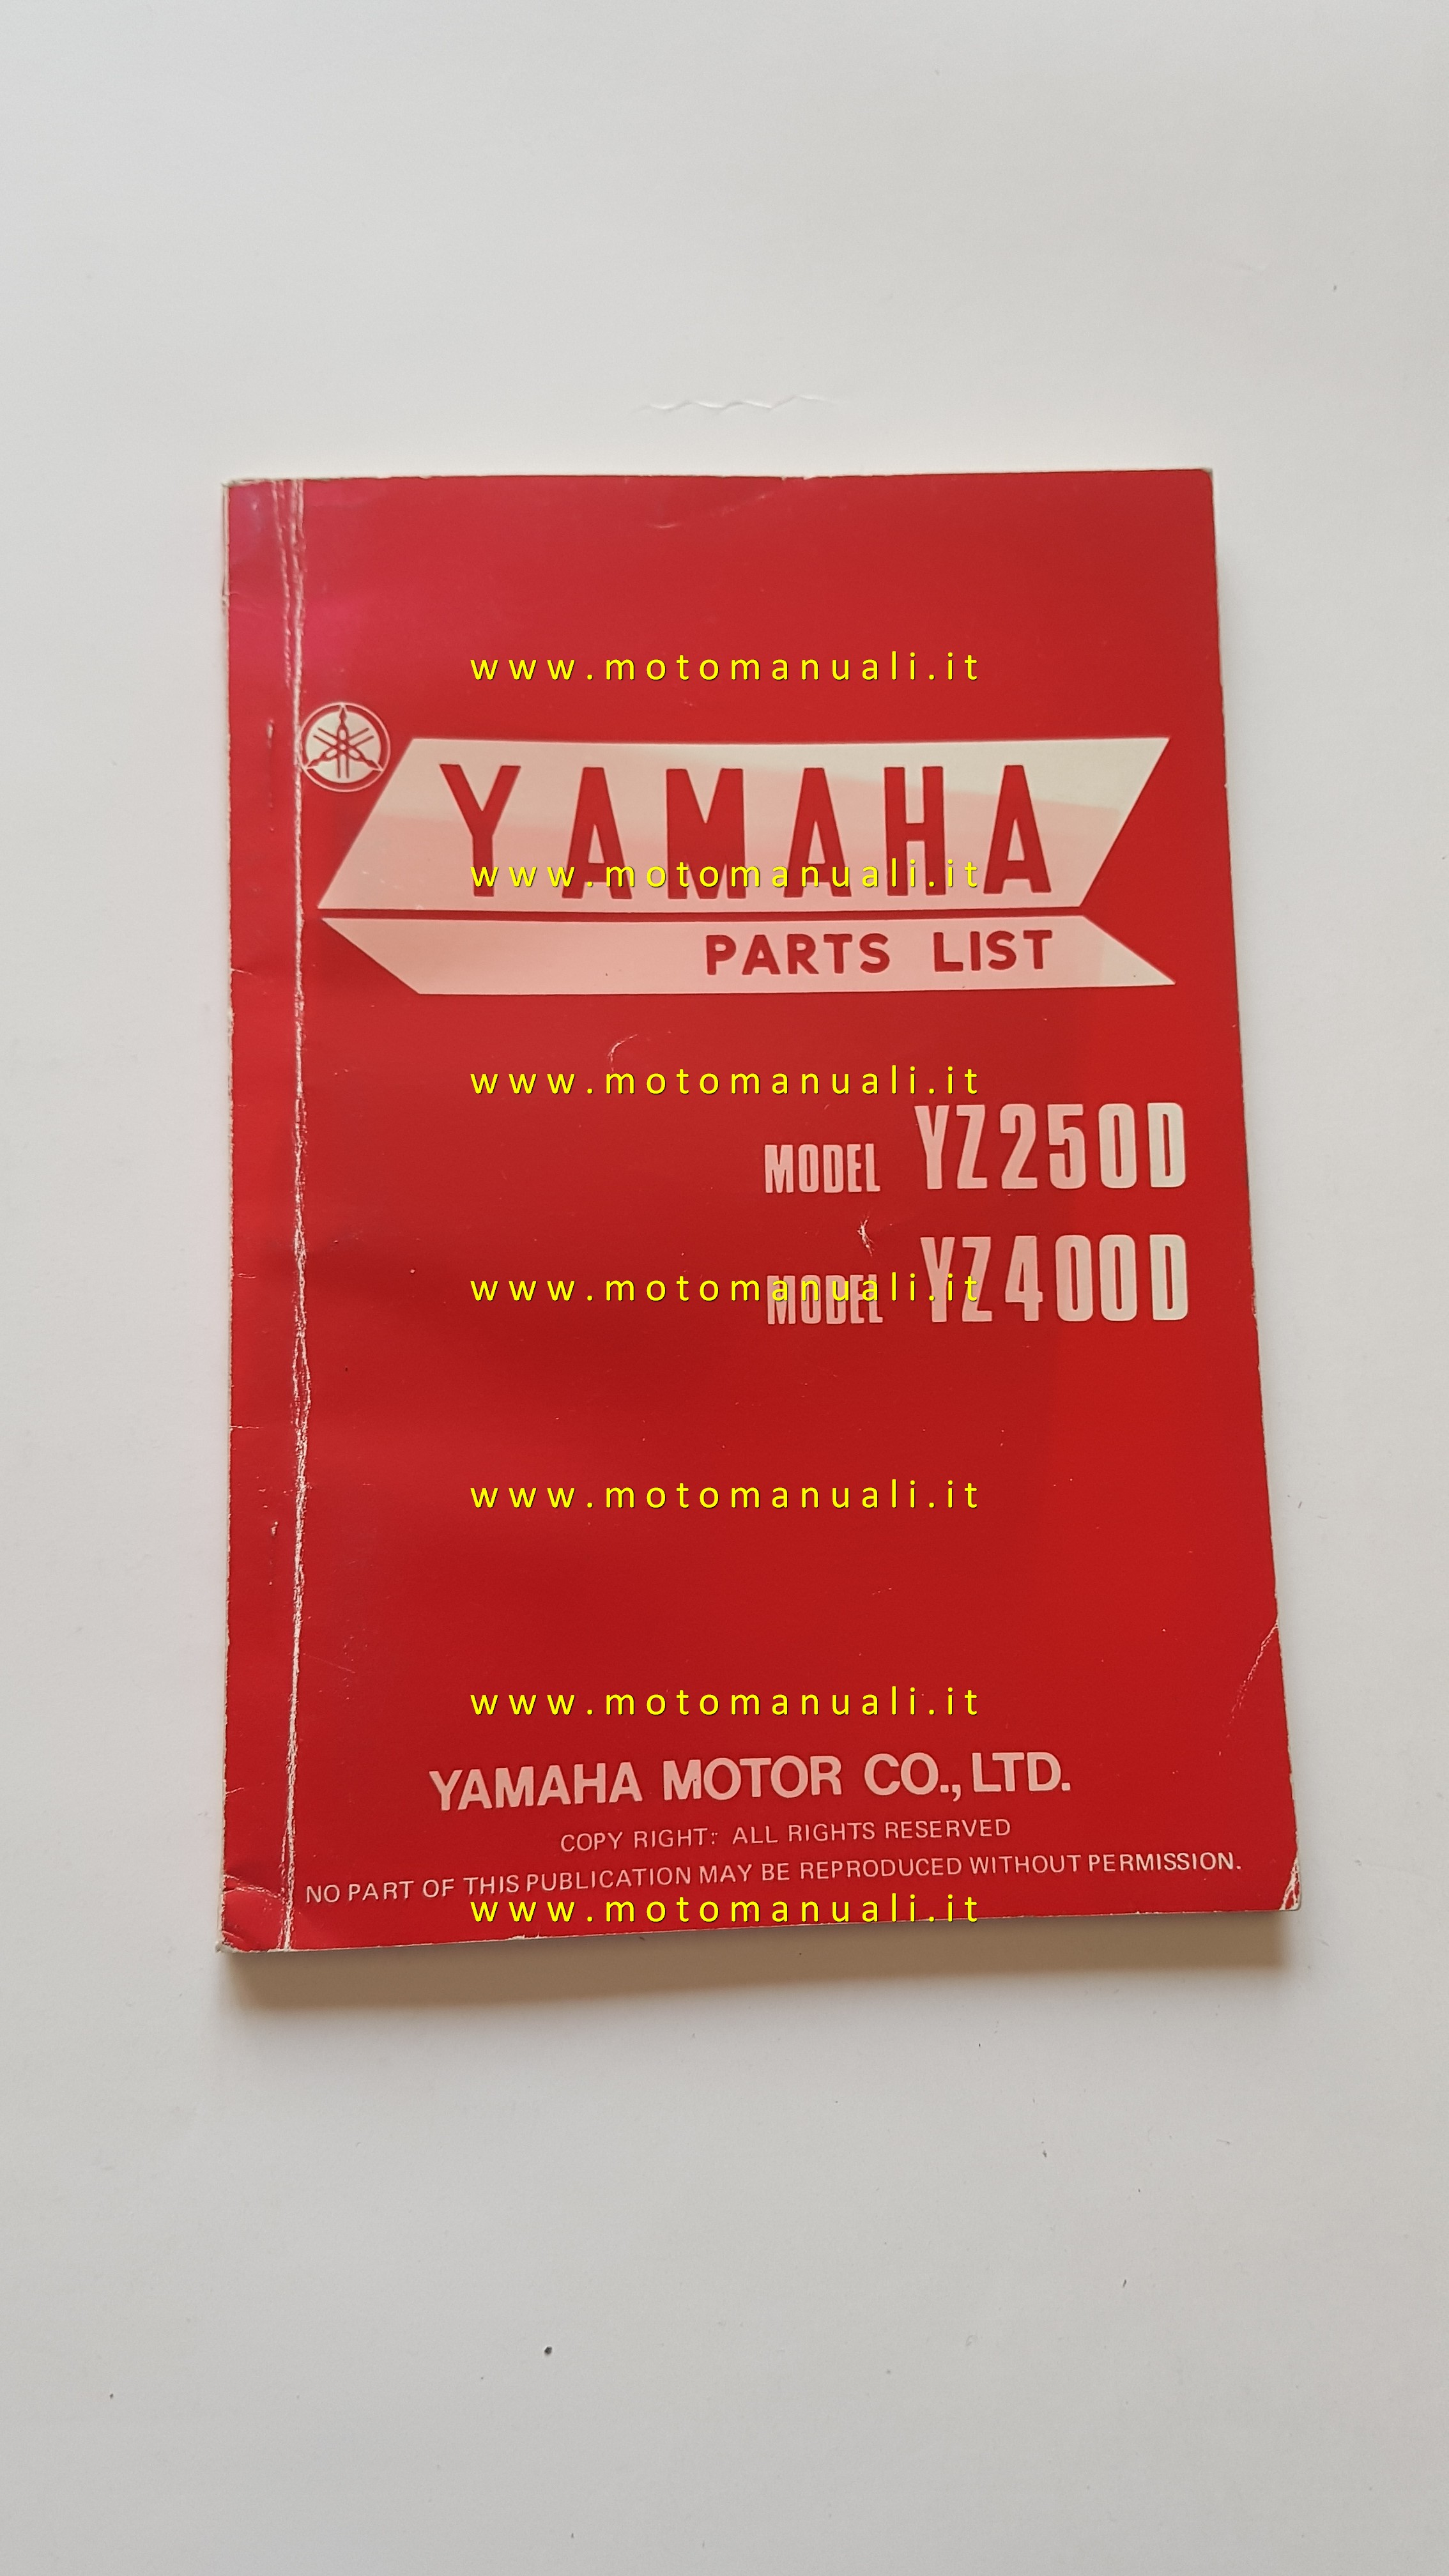 www.motomanuali.it
YAMAHA
www.motomanuali.it
PARTS LIST
www.motomanuali.it
MODEL YZ250D
MODEL YZ400D
www.motomanuali.it
www.motomanuali.it
www.motomanuali.it
YAMAHA MOTOR CO., LTD.
COPY RIGHT: ALL RIGHTS RESERVED
NO PART OF THIS PUBLICATION MAY BE REPRODUCED WITHOUT PERMISSION.
www.motomanuali.it